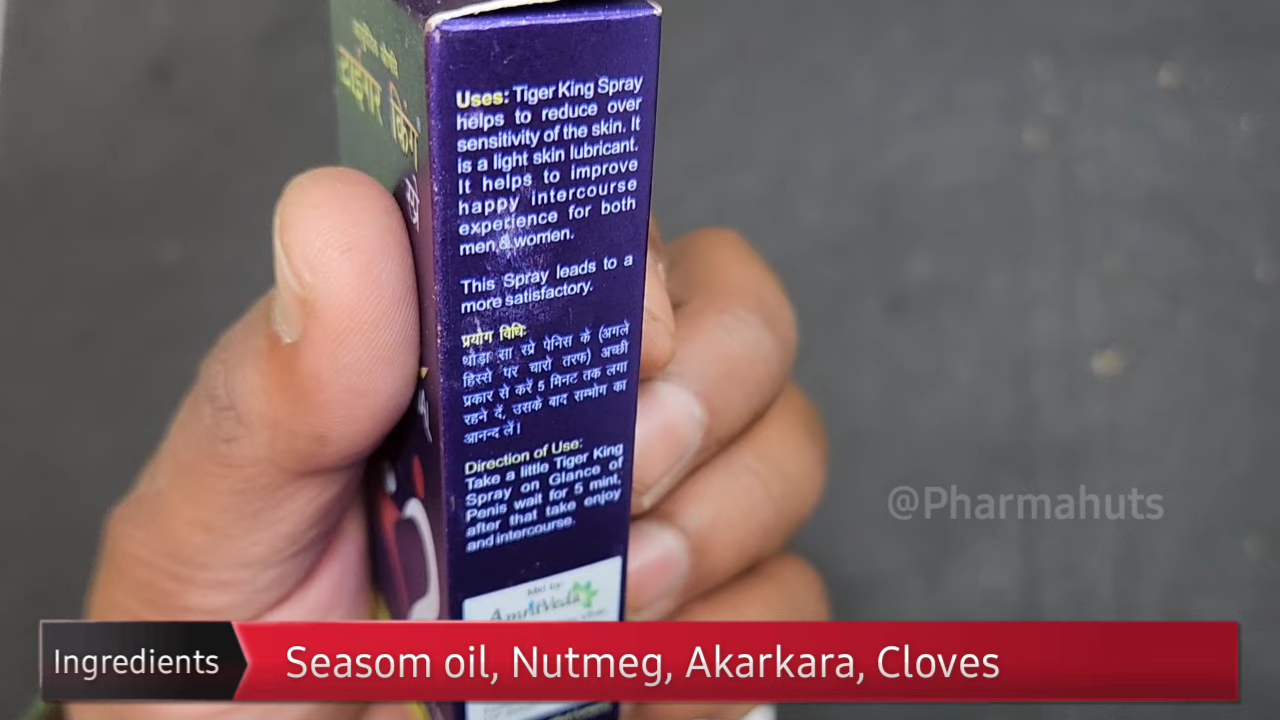 टाइगर किंग
Uses: Tiger King Spray
helps to reduce over
sensitivity of the skin. It
is a light skin lubricant.
It helps to improve
happy intercourse
experience for both
men & women.
This Spray leads to a
more satisfactory.
प्रयोग विधि:
थोड़ा सा स्प्रे पेनिस के (अगले
हिस्से पर चारो तरफ) अच्छी
प्रकार से करें 5 मिनट तक लगा
रहने दें, उसके बाद सम्भोग का
आनन्द लें।
Direction of Use:
Take a little Tiger King
Spray on Glance of
Penis wait for 5 mint,
after that take enjoy
and intercourse.
Mkt by:
AmritVeda
@Pharmahuts
Ingredients
Seasom oil, Nutmeg, Akarkara, Cloves